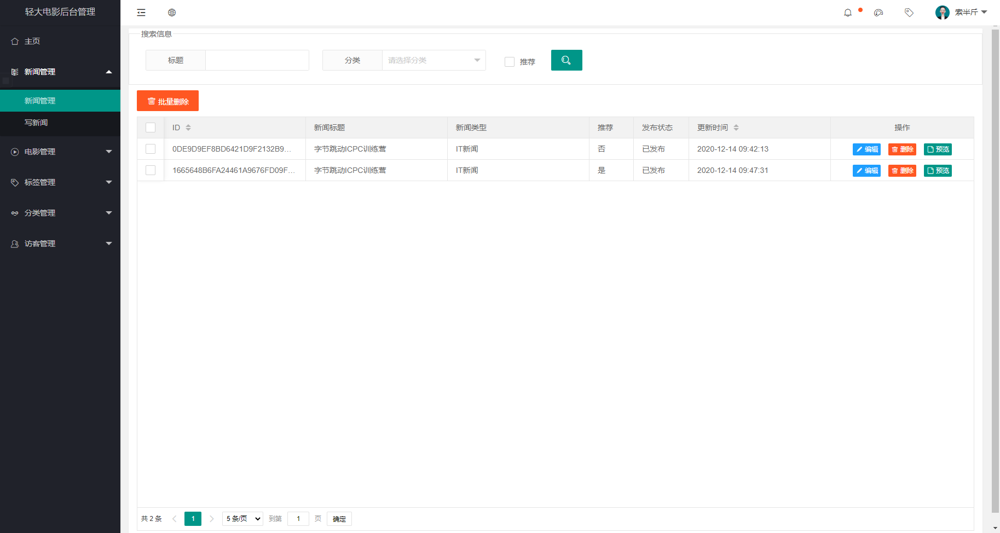 轻大电影后台管理
索半斤
主页
新闻管理
新闻管理
写新闻
电影管理
标签管理
分类管理
访客管理
搜索信息
标题
分类 请选择分类
推荐
批量删除
ID 新闻标题 新闻类型 推荐 发布状态 更新时间 操作
0DE9D9EF8BD6421D9F2132B9... 字节跳动ICPC训练营 IT新闻 否 已发布 2020-12-14 09:42:13 编辑 删除 预览
1665648B6FA24461A9676FD09F... 字节跳动ICPC训练营 IT新闻 是 已发布 2020-12-14 09:47:31 编辑 删除 预览
共 2 条 1 5 条/页 到第 1 页 确定